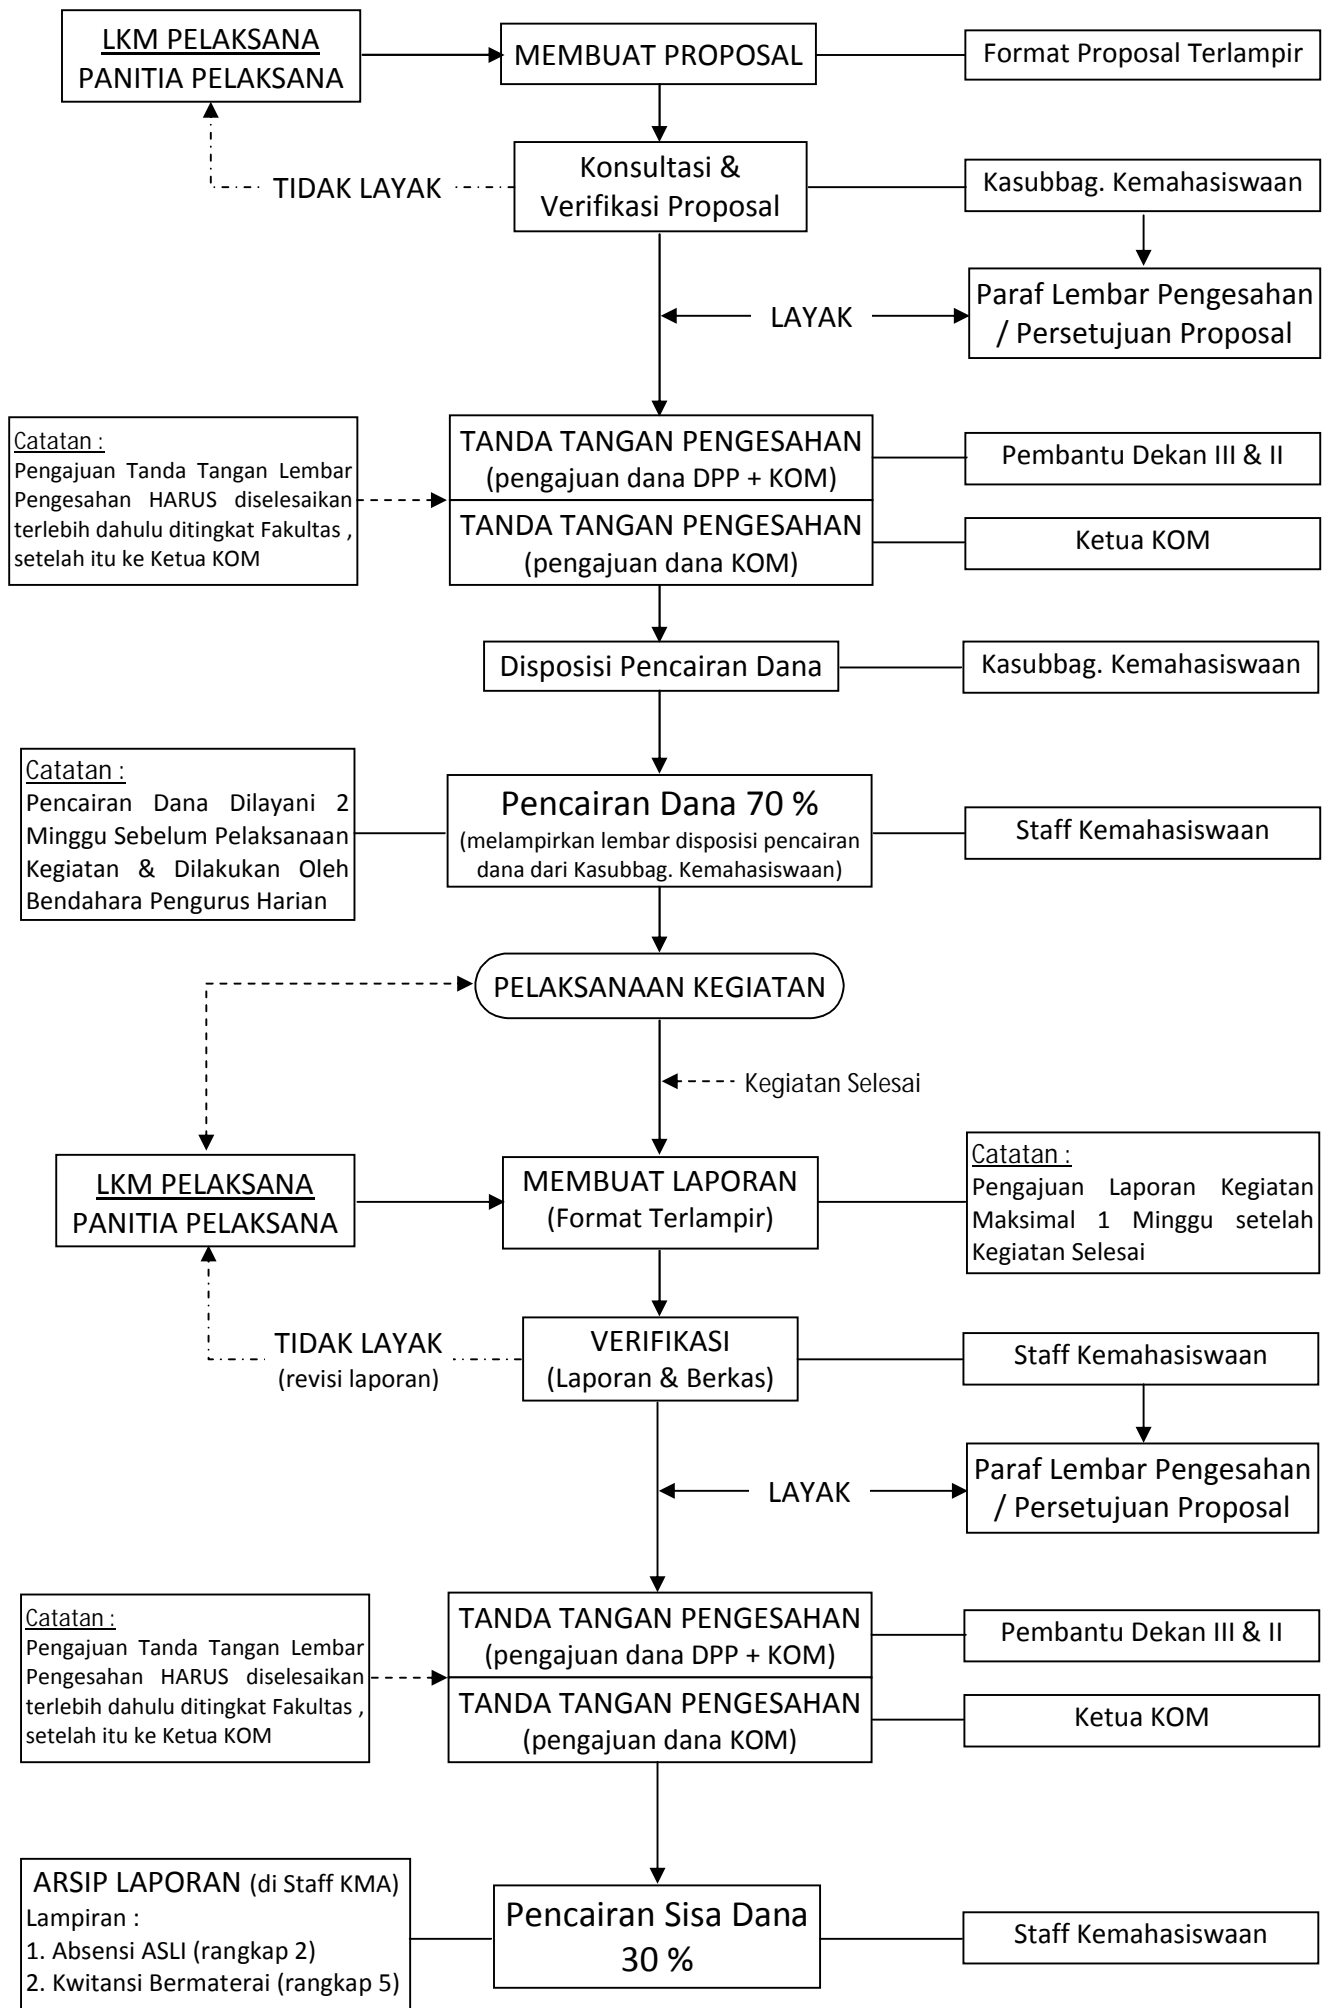 LKM PELAKSANA
PANITIA PELAKSANA
MEMBUAT PROPOSAL
Format Proposal Terlampir
TIDAK LAYAK
Konsultasi &
Verifikasi Proposal
Kasubbag. Kemahasiswaan
LAYAK
Paraf Lembar Pengesahan
/ Persetujuan Proposal
Catatan :
Pengajuan Tanda Tangan Lembar
Pengesahan HARUS diselesaikan
terlebih dahulu ditingkat Fakultas ,
setelah itu ke Ketua KOM
TANDA TANGAN PENGESAHAN
(pengajuan dana DPP + KOM)
TANDA TANGAN PENGESAHAN
(pengajuan dana KOM)
Pembantu Dekan III & II
Ketua KOM
Disposisi Pencairan Dana
Kasubbag. Kemahasiswaan
Catatan :
Pencairan Dana Dilayani 2
Minggu Sebelum Pelaksanaan
Kegiatan & Dilakukan Oleh
Bendahara Pengurus Harian
Pencairan Dana 70 %
(melampirkan lembar disposisi pencairan
dana dari Kasubbag. Kemahasiswaan)
Staff Kemahasiswaan
PELAKSANAAN KEGIATAN
Kegiatan Selesai
LKM PELAKSANA
PANITIA PELAKSANA
MEMBUAT LAPORAN
(Format Terlampir)
Catatan :
Pengajuan Laporan Kegiatan
Maksimal 1 Minggu setelah
Kegiatan Selesai
TIDAK LAYAK
(revisi laporan)
VERIFIKASI
(Laporan & Berkas)
Staff Kemahasiswaan
LAYAK
Paraf Lembar Pengesahan
/ Persetujuan Proposal
Catatan :
Pengajuan Tanda Tangan Lembar
Pengesahan HARUS diselesaikan
terlebih dahulu ditingkat Fakultas ,
setelah itu ke Ketua KOM
TANDA TANGAN PENGESAHAN
(pengajuan dana DPP + KOM)
TANDA TANGAN PENGESAHAN
(pengajuan dana KOM)
Pembantu Dekan III & II
Ketua KOM
ARSIP LAPORAN (di Staff KMA)
Lampiran :
1. Absensi ASLI (rangkap 2)
2. Kwitansi Bermaterai (rangkap 5)
Pencairan Sisa Dana
30 %
Staff Kemahasiswaan